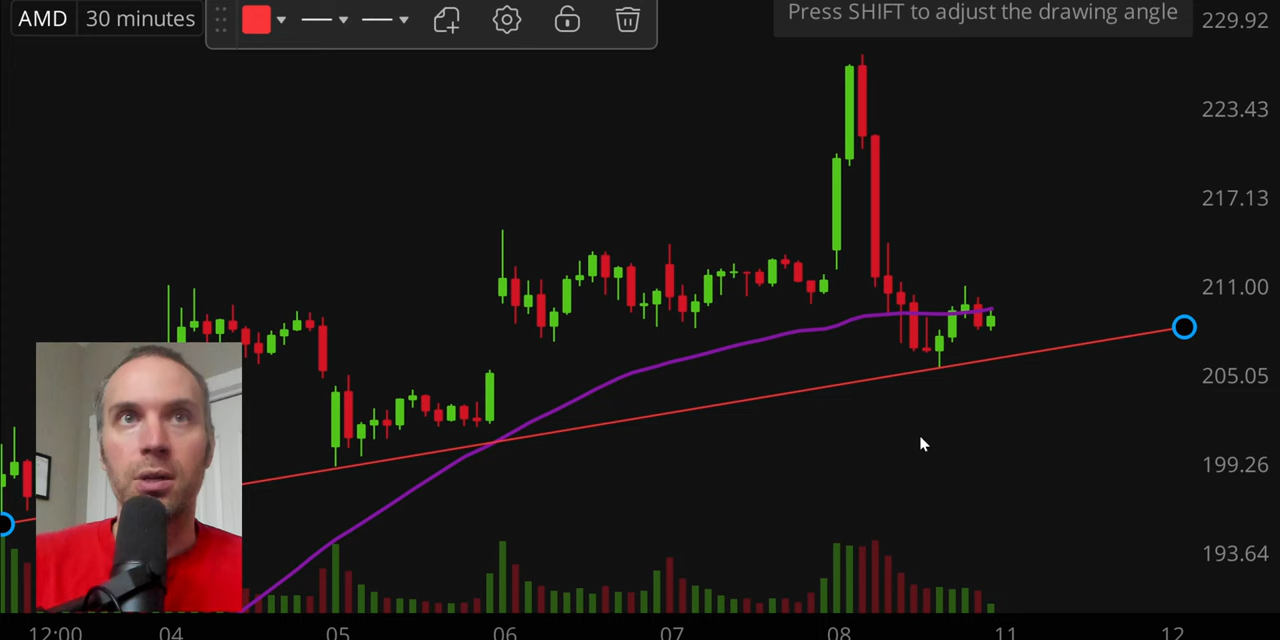 AMD 30 minutes
Press SHIFT to adjust the drawing angle
229.92
223.43
217.13
211.00
205.05
199.26
193.64
12:00 04 05 06 07 08 11 12